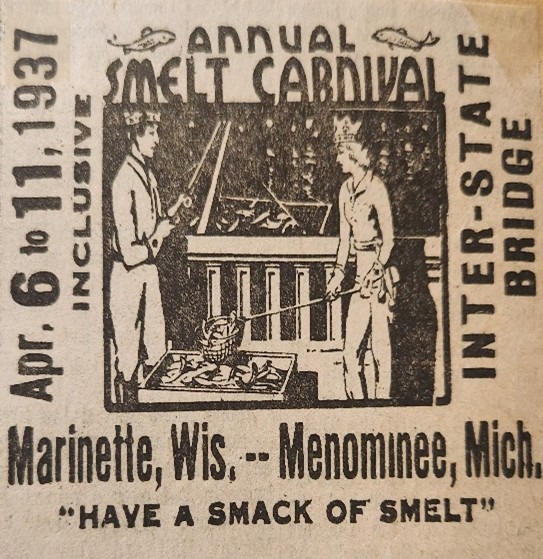 ANNUAL
SMELT CARNIVAL
Apr. 6 to 11, 1937
INCLUSIVE
INTER-STATE
BRIDGE
Marinette, Wis. -- Menominee, Mich.
"HAVE A SMACK OF SMELT"